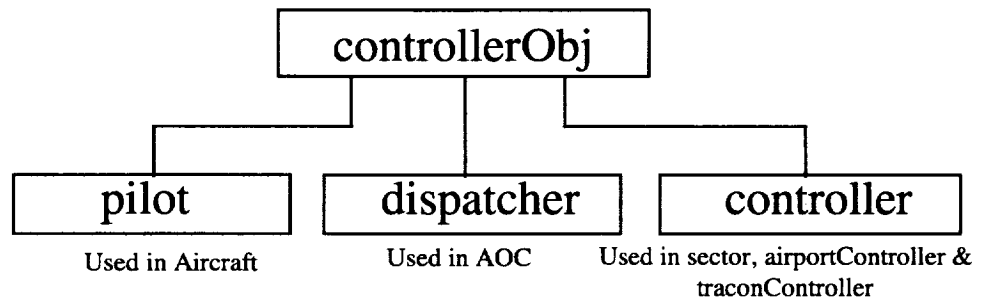 controllerObj
pilot
dispatcher
controller
Used in Aircraft
Used in AOC
Used in sector, airportController &
traconController